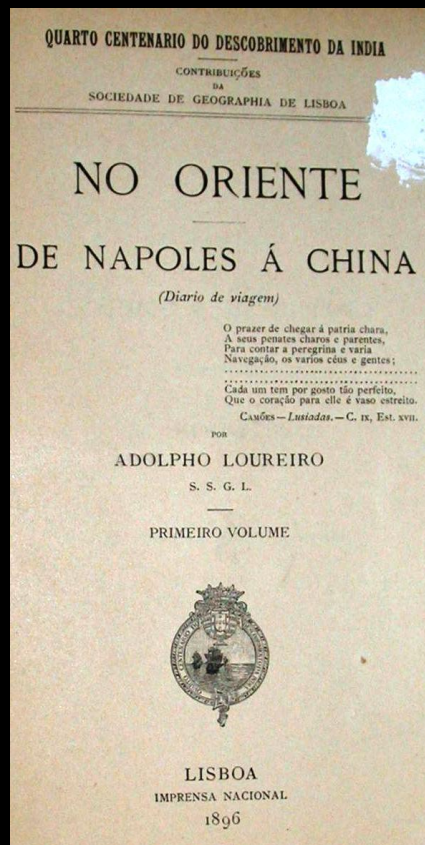 QUARTO CENTENARIO DO DESCOBRIMENTO DA INDIA
CONTRIBUIÇÕES
DA
SOCIEDADE DE GEOGRAPHIA DE LISBOA
NO ORIENTE
DE NAPOLES Á CHINA
(Diario de viagem)
O prazer de chegar á patria chara,
A seus penates charos e parentes,
Para contar a peregrina e varia
Navegação, os varios céus e gentes;
Cada um tem por gosto tão perfeito,
Que o coração para elle é vaso estreito.
CAMÕES — Lusiadas. — C. IX, Est. XVII.
POR
ADOLPHO LOUREIRO
S. S. G. L.
PRIMEIRO VOLUME
LISBOA
IMPRENSA NACIONAL
1896